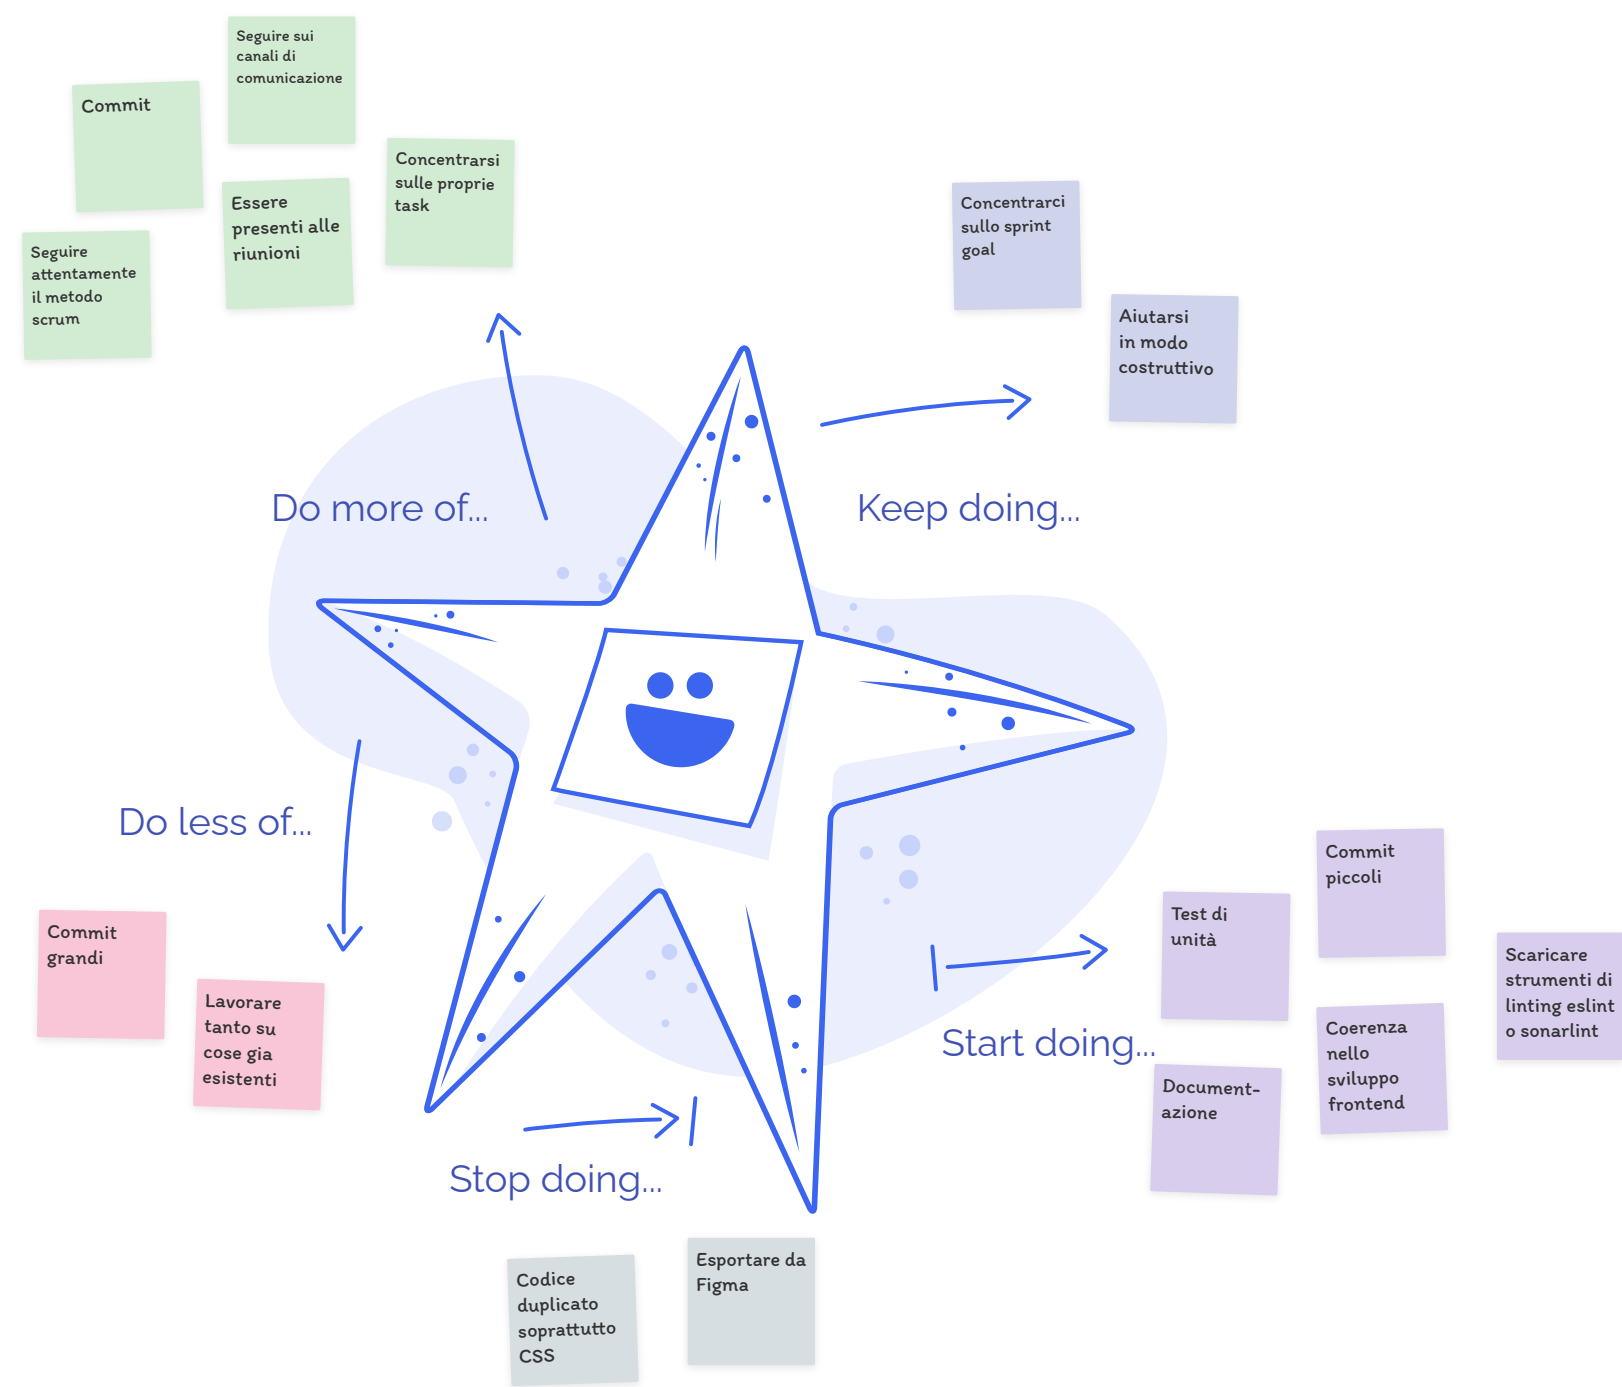 Seguire sui
canali di
comunicazione
Commit
Concentrarsi
sulle proprie
task
Essere
presenti alle
riunioni
Seguire
attentamente
il metodo
scrum
Concentrarci
sullo sprint
goal
Aiutarsi
in modo
costruttivo
Do more of...
Keep doing...
Do less of...
Commit
grandi
Lavorare
tanto su
cose gia
esistenti
Commit
piccoli
Test di
unità
Scaricare
strumenti di
linting eslint
o sonarlint
Coerenza
nello
sviluppo
frontend
Start doing...
Document-
azione
Stop doing...
Esportare da
Figma
Codice
duplicato
soprattutto
CSS